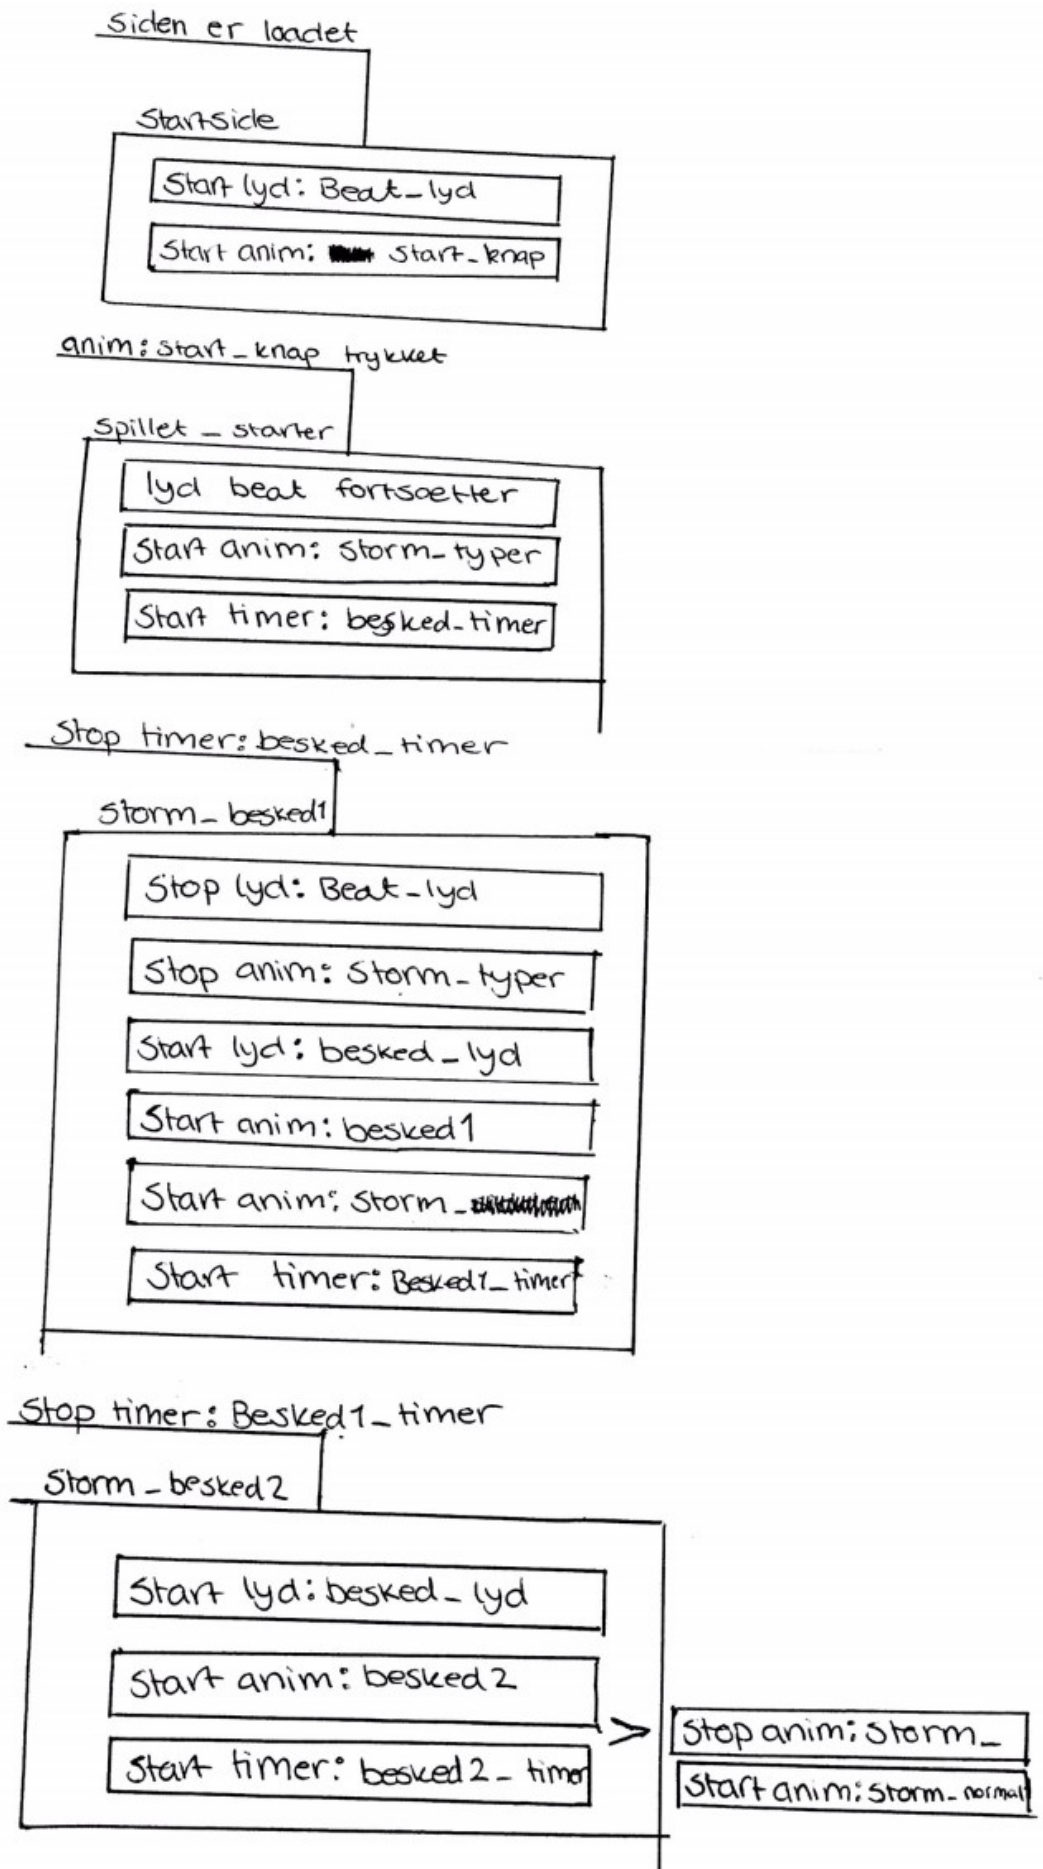 Siden er loadet
Startside
Start lyd: Beat_lyd
Start anim: start_knap
anim: start_knap trykket
Spillet_starter
lyd beat fortsætter
Start anim: storm_typer
Start timer: besked_timer
Stop timer: besked_timer
Storm_besked1
Stop lyd: Beat_lyd
Stop anim: Storm_typer
Start lyd: besked_lyd
Start anim: besked1
Start anim: Storm_
Start timer: Besked1_timer
Stop timer: Besked1_timer
Storm_besked2
Start lyd: besked_lyd
Start anim: besked2
>
Stop anim: Storm_
Start anim: Storm_normal
Start timer: besked2_timer